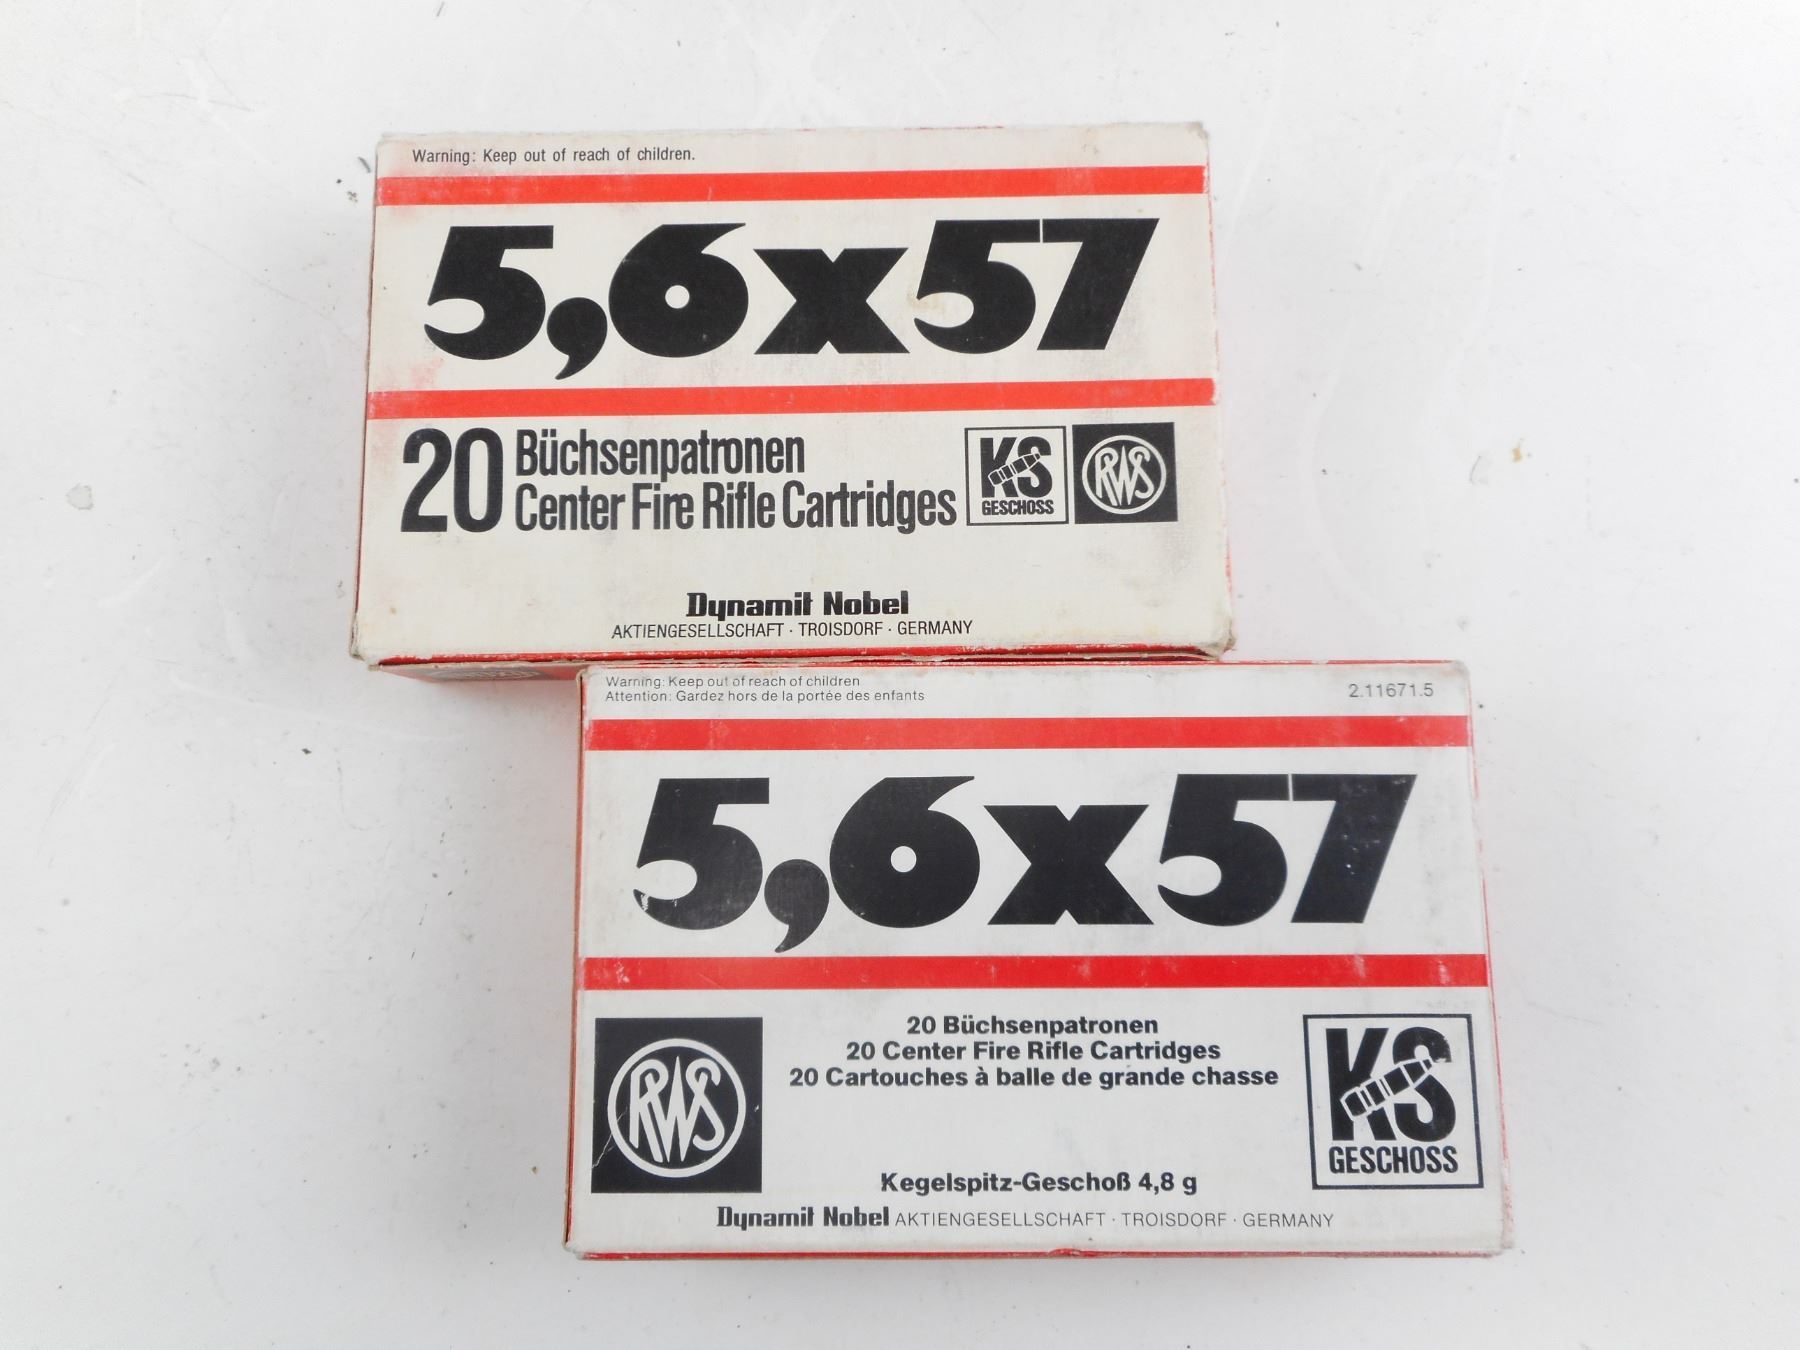 Warning: Keep out of reach of children.
5,6x57
20 Büchsenpatronen
Center Fire Rifle Cartridges
KS
GESCHOSS
RWS
Dynamit Nobel
AKTIENGESELLSCHAFT · TROISDORF · GERMANY
Warning: Keep out of reach of children
Attention: Gardez hors de la portée des enfants
2.11671.5
5,6x57
RWS
20 Büchsenpatronen
20 Center Fire Rifle Cartridges
20 Cartouches à balle de grande chasse
KS
GESCHOSS
Kegelspitz-Geschoß 4,8 g
Dynamit Nobel AKTIENGESELLSCHAFT · TROISDORF · GERMANY